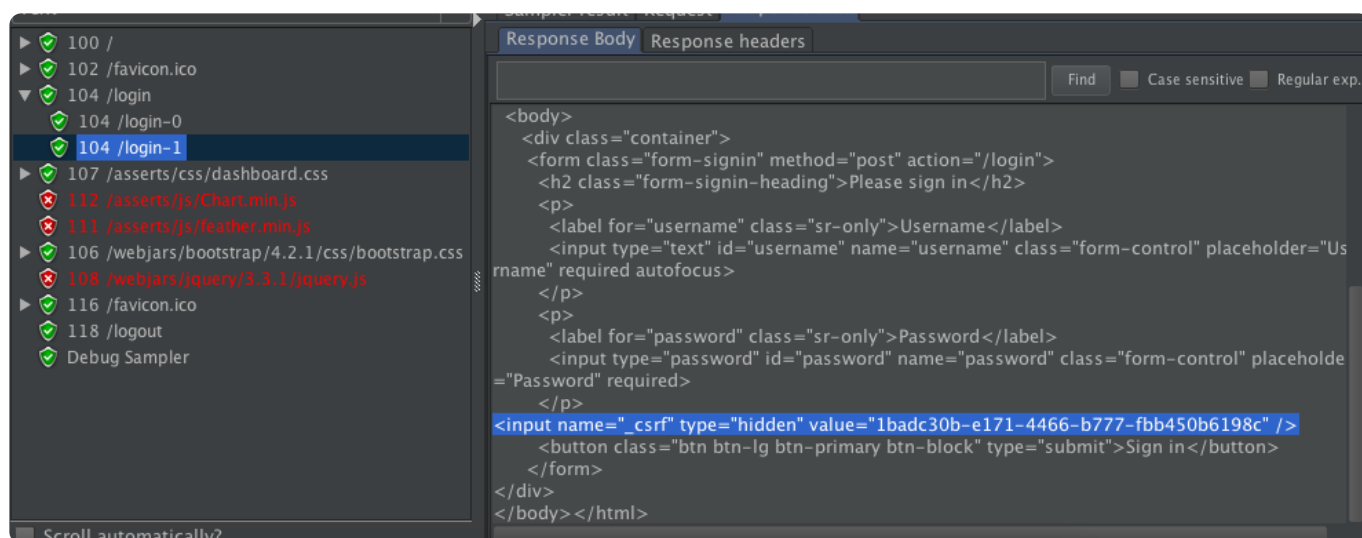 100 /
102 /favicon.ico
104 /login
104 /login-0
104 /login-1
107 /asserts/css/dashboard.css
112 /asserts/js/Chart.min.js
111 /asserts/js/feather.min.js
106 /webjars/bootstrap/4.2.1/css/bootstrap.css
108 /webjars/jquery/3.3.1/jquery.js
116 /favicon.ico
118 /logout
Debug Sampler
Scroll automatically?
Sampler result Request
Response Body Response headers
Find Case sensitive Regular exp.
<body>
<div class="container">
<form class="form-signin" method="post" action="/login">
<h2 class="form-signin-heading">Please sign in</h2>
<p>
<label for="username" class="sr-only">Username</label>
<input type="text" id="username" name="username" class="form-control" placeholder="Us
rname" required autofocus>
</p>
<p>
<label for="password" class="sr-only">Password</label>
<input type="password" id="password" name="password" class="form-control" placeholde
="Password" required>
</p>
<input name="_csrf" type="hidden" value="1badc30b-e171-4466-b777-fbb450b6198c" />
<button class="btn btn-lg btn-primary btn-block" type="submit">Sign in</button>
</form>
</div>
</body></html>